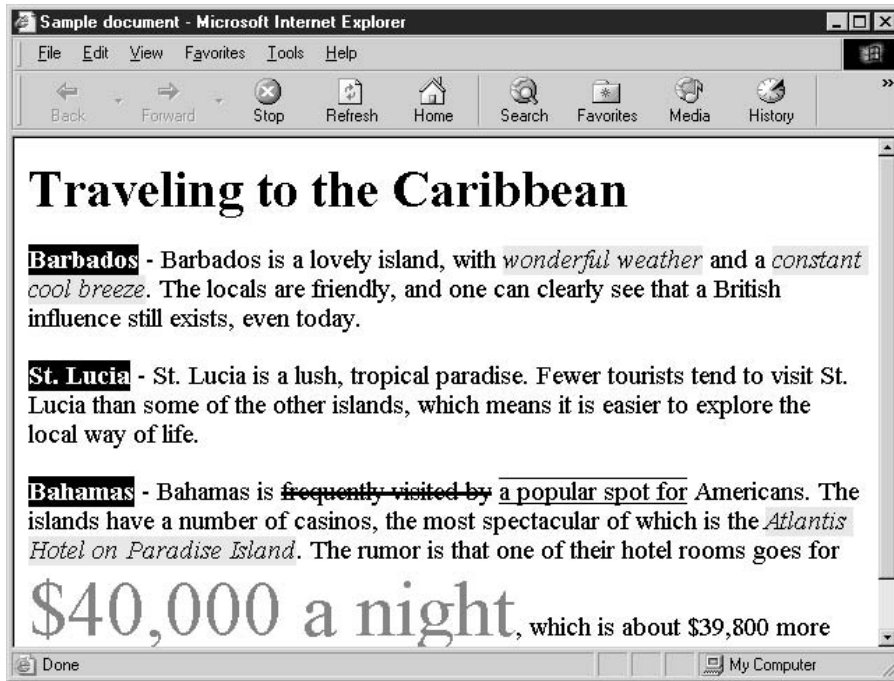 Sample document - Microsoft Internet Explorer
File Edit View Favorites Tools Help
»
Back Forward Stop Refresh Home Search Favorites Media History
Traveling to the Caribbean
Barbados - Barbados is a lovely island, with wonderful weather and a constant
cool breeze. The locals are friendly, and one can clearly see that a British
influence still exists, even today.
St. Lucia - St. Lucia is a lush, tropical paradise. Fewer tourists tend to visit St.
Lucia than some of the other islands, which means it is easier to explore the
local way of life.
Bahamas - Bahamas is frequently visited by a popular spot for Americans. The
islands have a number of casinos, the most spectacular of which is the Atlantis
Hotel on Paradise Island. The rumor is that one of their hotel rooms goes for
$40,000 a night, which is about $39,800 more
Done My Computer